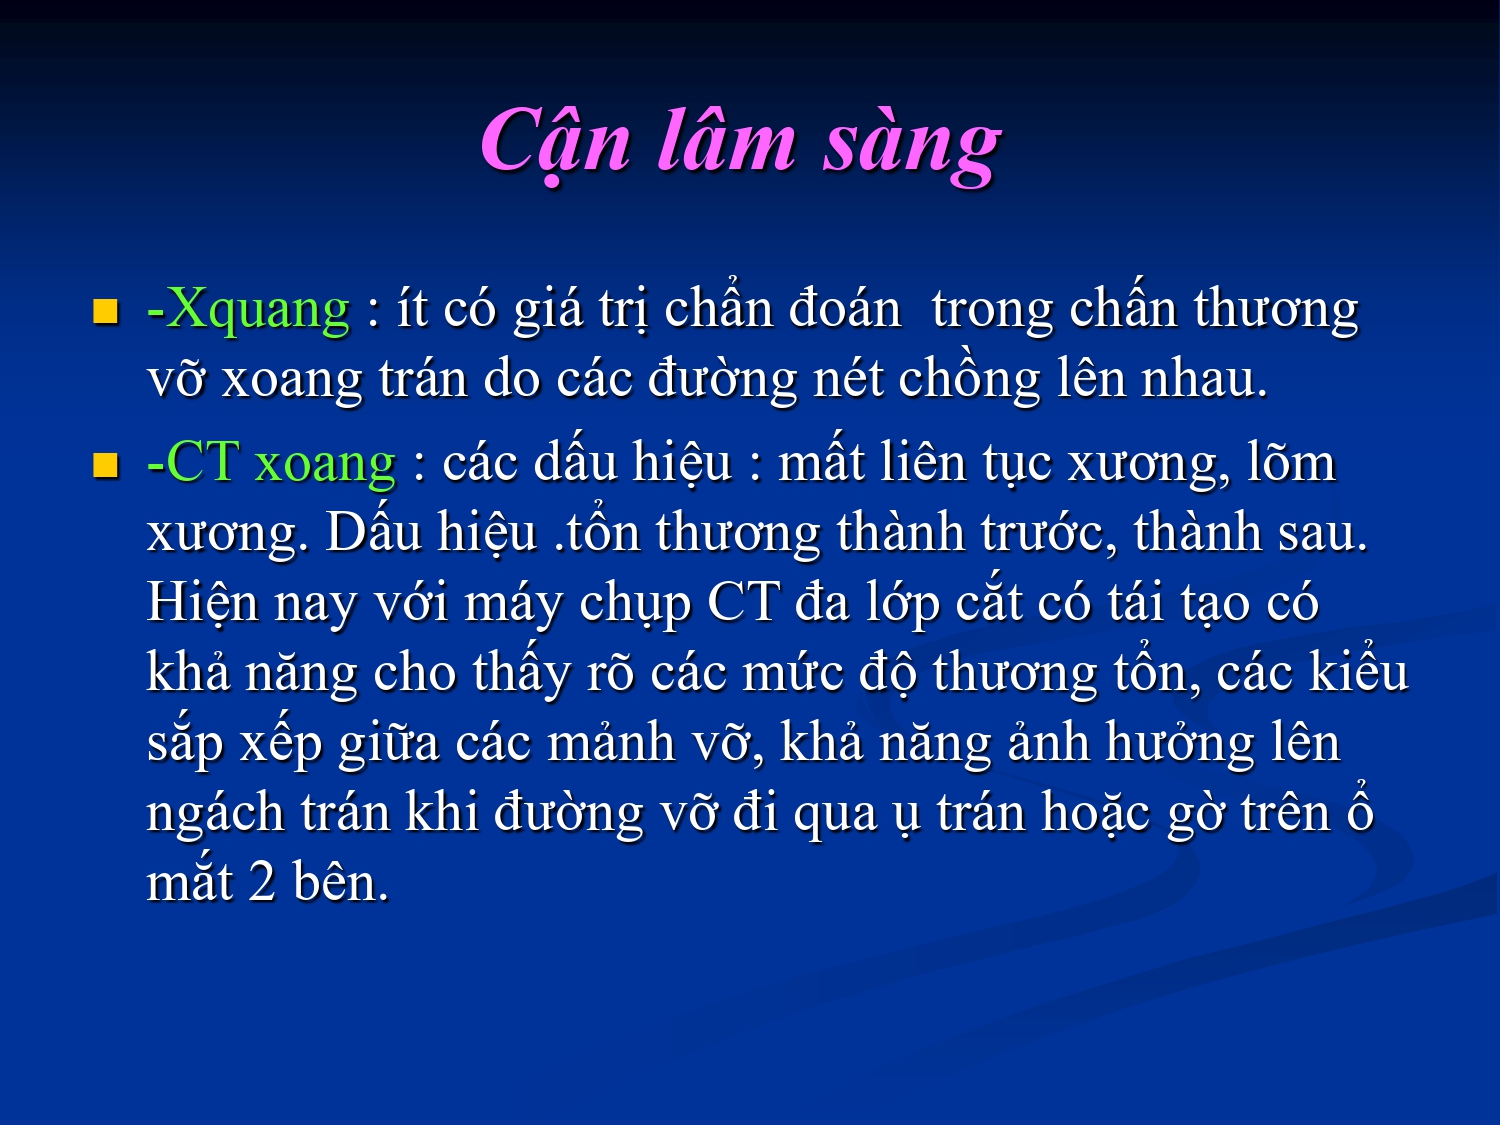 Cận lâm sàng
-Xquang : ít có giá trị chẩn đoán  trong chấn thương
vỡ xoang trán do các đường nét chồng lên nhau.
-CT xoang : các dấu hiệu : mất liên tục xương, lõm
xương. Dấu hiệu .tổn thương thành trước, thành sau.
Hiện nay với máy chụp CT đa lớp cắt có tái tạo có
khả năng cho thấy rõ các mức độ thương tổn, các kiểu
sắp xếp giữa các mảnh vỡ, khả năng ảnh hưởng lên
ngách trán khi đường vỡ đi qua ụ trán hoặc gờ trên ổ
mắt 2 bên.